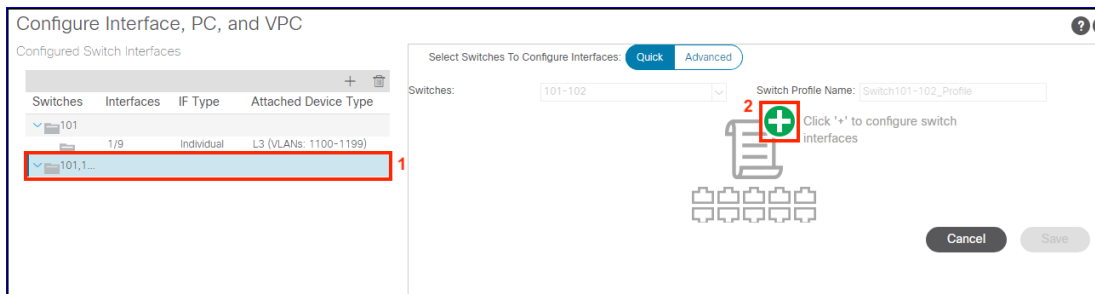 Configure Interface, PC, and VPC
Configured Switch Interfaces
Select Switches To Configure Interfaces: Quick Advanced
Switches: 101-102 Switch Profile Name: Switch101-102_Profile
Switches Interfaces IF Type Attached Device Type
101
1/9 Individual L3 (VLANs: 1100-1199)
101,1...
1
2
Click '+' to configure switch
interfaces
Cancel Save